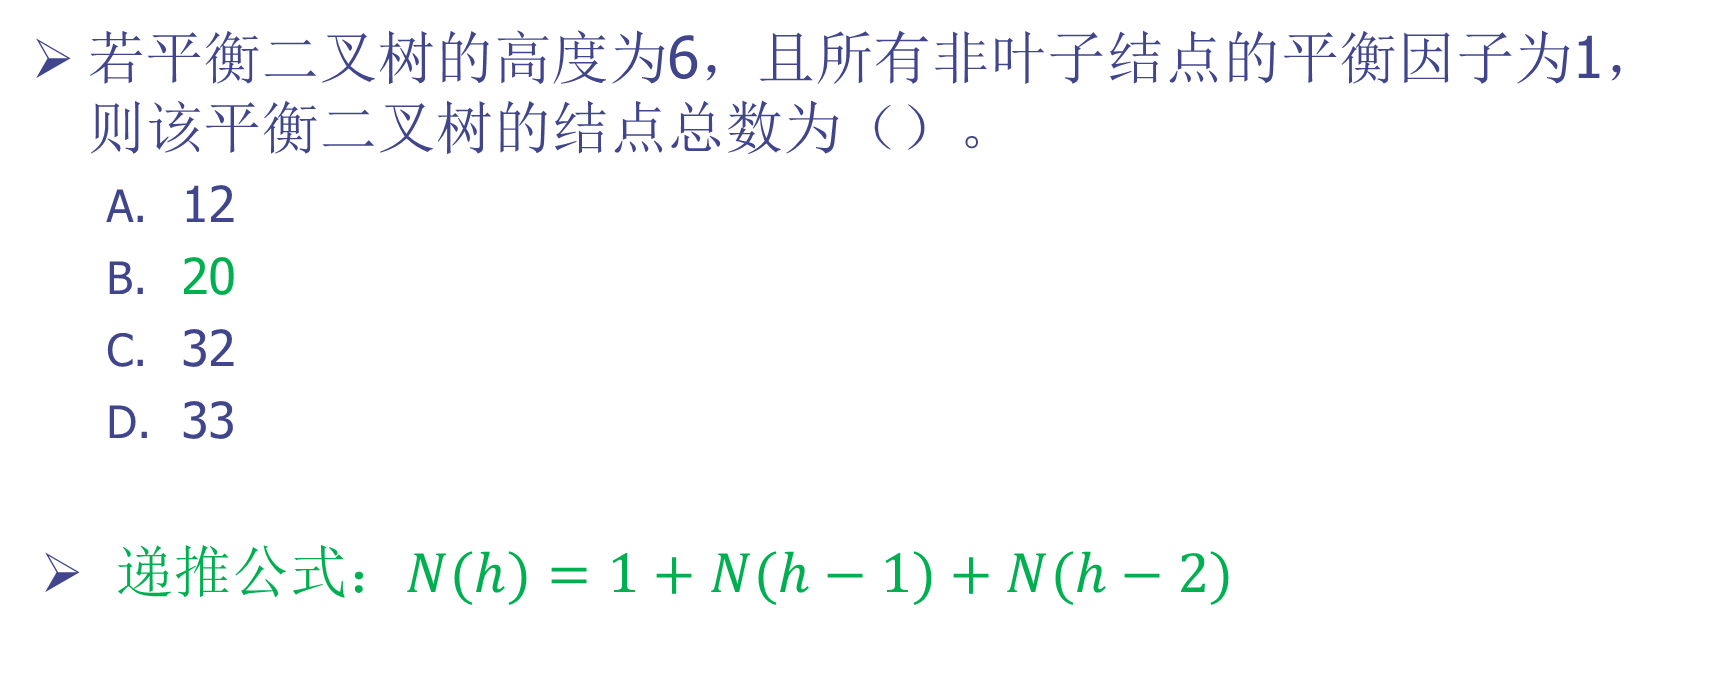 ➢ 若平衡二叉树的高度为6，且所有非叶子结点的平衡因子为1，
则该平衡二叉树的结点总数为（）。
A. 12
B. 20
C. 32
D. 33
➢ 递推公式：N(h) = 1 + N(h − 1) + N(h − 2)